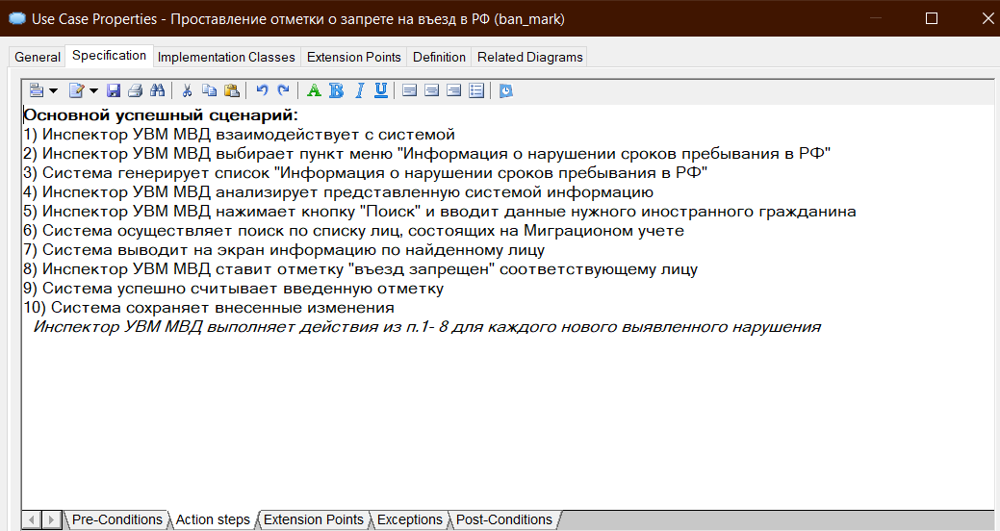 Use Case Properties - Проставление отметки о запрете на въезд в РФ (ban_mark)
General Specification Implementation Classes Extension Points Definition Related Diagrams
A B I U
Основной успешный сценарий:
1) Инспектор УВМ МВД взаимодействует с системой
2) Инспектор УВМ МВД выбирает пункт меню "Информация о нарушении сроков пребывания в РФ"
3) Система генерирует список "Информация о нарушении сроков пребывания в РФ"
4) Инспектор УВМ МВД анализирует представленную системой информацию
5) Инспектор УВМ МВД нажимает кнопку "Поиск" и вводит данные нужного иностранного гражданина
6) Система осуществляет поиск по списку лиц, состоящих на Миграционом учете
7) Система выводит на экран информацию по найденному лицу
8) Инспектор УВМ МВД ставит отметку "въезд запрещен" соответствующему лицу
9) Система успешно считывает введенную отметку
10) Система сохраняет внесенные изменения
Инспектор УВМ МВД выполняет действия из п.1- 8 для каждого нового выявленного нарушения
Pre-Conditions Action steps Extension Points Exceptions Post-Conditions